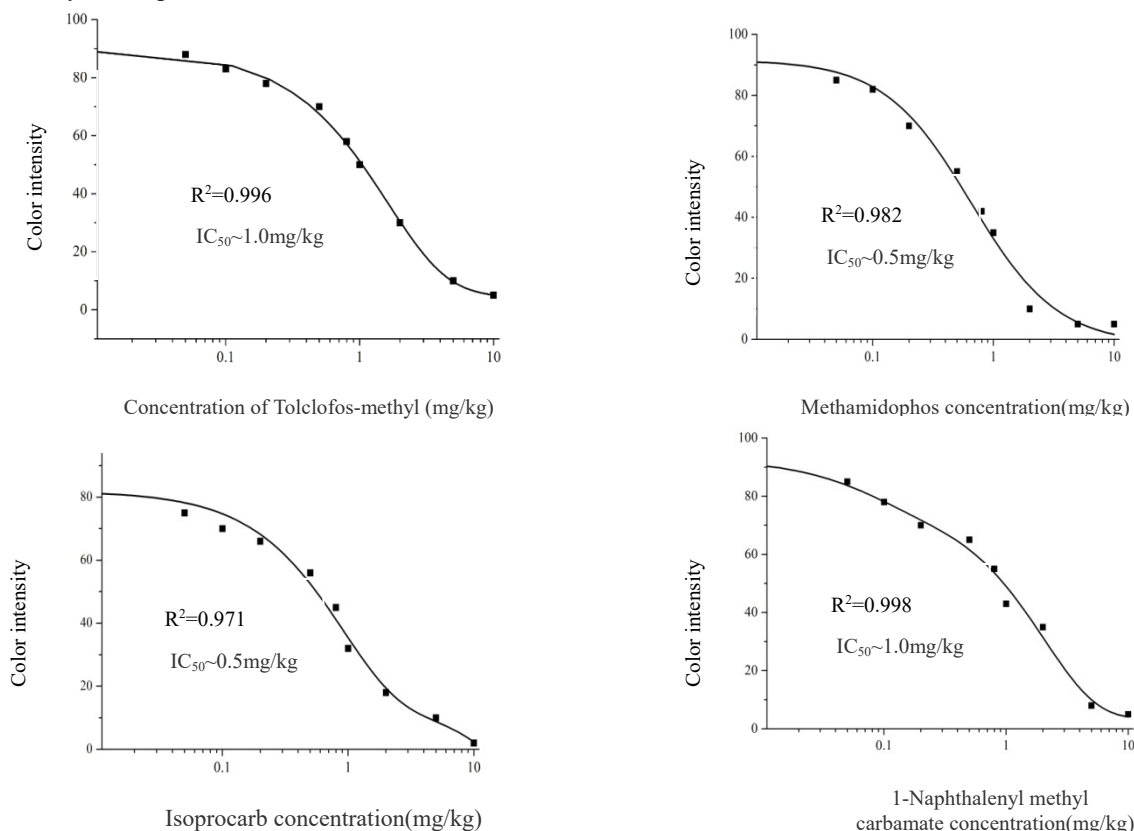 100
80
60
40
20
0
Color intensity
R²=0.996
IC₅₀~1.0mg/kg
0.1
1
10
Concentration of Tolclofos-methyl (mg/kg)
100
80
60
40
20
0
Color intensity
R²=0.982
IC₅₀~0.5mg/kg
0.1
1
10
Methamidophos concentration(mg/kg)
80
60
40
20
0
Color intensity
R²=0.971
IC₅₀~0.5mg/kg
0.1
1
10
Isoprocarb concentration(mg/kg)
100
80
60
40
20
0
Color intensity
R²=0.998
IC₅₀~1.0mg/kg
0.1
1
10
1-Naphthalenyl methyl
carbamate concentration(mg/kg)